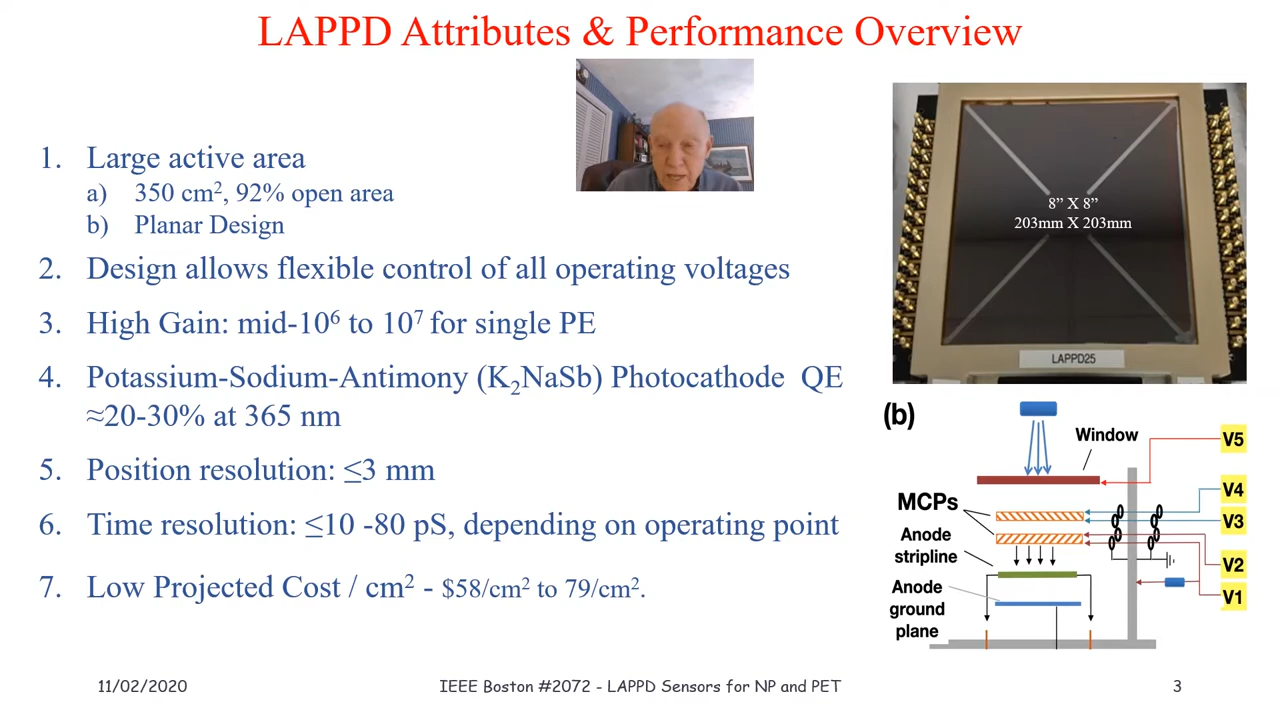 LAPPD Attributes & Performance Overview
1. Large active area
a) 350 cm², 92% open area
b) Planar Design
2. Design allows flexible control of all operating voltages
3. High Gain: mid-10⁶ to 10⁷ for single PE
4. Potassium-Sodium-Antimony (K₂NaSb) Photocathode QE
≈20-30% at 365 nm
5. Position resolution: ≤3 mm
6. Time resolution: ≤10 -80 pS, depending on operating point
7. Low Projected Cost / cm² - $58/cm² to 79/cm².
8” X 8”
203mm X 203mm
LAPPD25
(b)
Window
V5
V4
MCPs
V3
Anode
stripline
V2
Anode
ground
plane
V1
11/02/2020
IEEE Boston #2072 - LAPPD Sensors for NP and PET
3